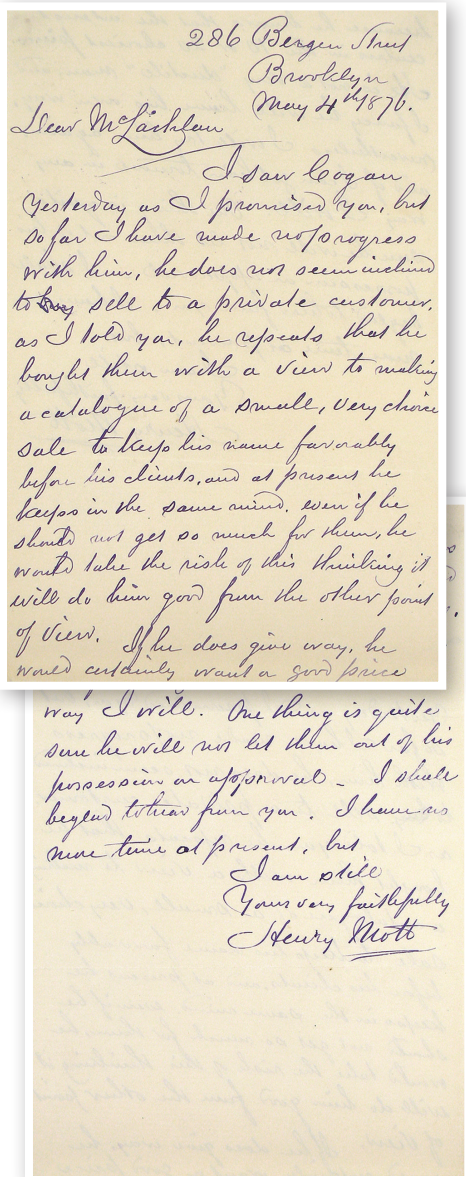 286 Bergen Street
Brooklyn
May 4th 1876.
Dear McLachlan
I saw Cogan
yesterday as I promised you, but
so far I have made no progress
with him, he does not seem inclined
to buy sell to a private customer.
as I told you, he repeats that he
bought them with a view to making
a catalogue of a small, very choice
sale to keep his name favorably
before his clients, and at present he
keeps in the same mind. even if he
should not get so much for them, he
would take the risk of this thinking it
will do him good from the other point
of view. If he does give way, he
would certainly want a good price
way I will. One thing is quite
sure he will not let them out of his
possession on approval - I shall
be glad to hear from you. I have no
more time at present, but
I am still
Yours very faithfully
Henry Mott